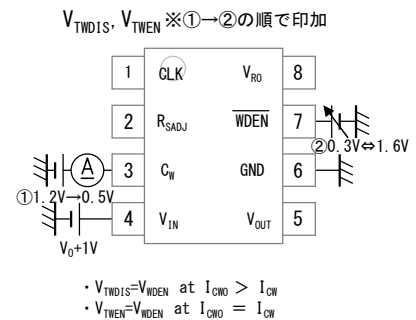 V_TWDIS, V_TWEN ※①→②の順で印加
1 CLK V_RO 8
2 R_SADJ WDEN 7
②0.3V⇔1.6V
A 3 C_W GND 6
①1.2V→0.5V
4 V_IN V_OUT 5
V_0+1V
・V_TWDIS=V_WDEN at I_CWO > I_CW
・V_TWEN=V_WDEN at I_CWO = I_CW